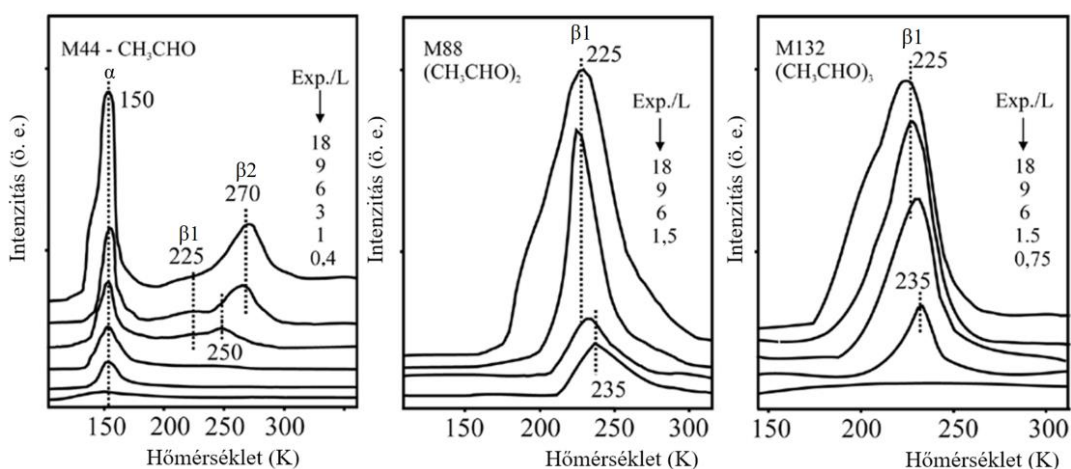 M44 - CH₃CHO
α
150
Exp./L
18
9
6
3
1
0,4
β2
270
β1
225
250
Intenzitás (ö. e.)
150 200 250 300
Hőmérséklet (K)
M88
(CH₃CHO)₂
β1
225
Exp./L
18
9
6
1,5
235
Intenzitás (ö. e.)
150 200 250 300
Hőmérséklet (K)
M132
(CH₃CHO)₃
β1
225
Exp./L
18
9
6
1.5
0,75
235
Intenzitás (ö. e.)
150 200 250 300
Hőmérséklet (K)